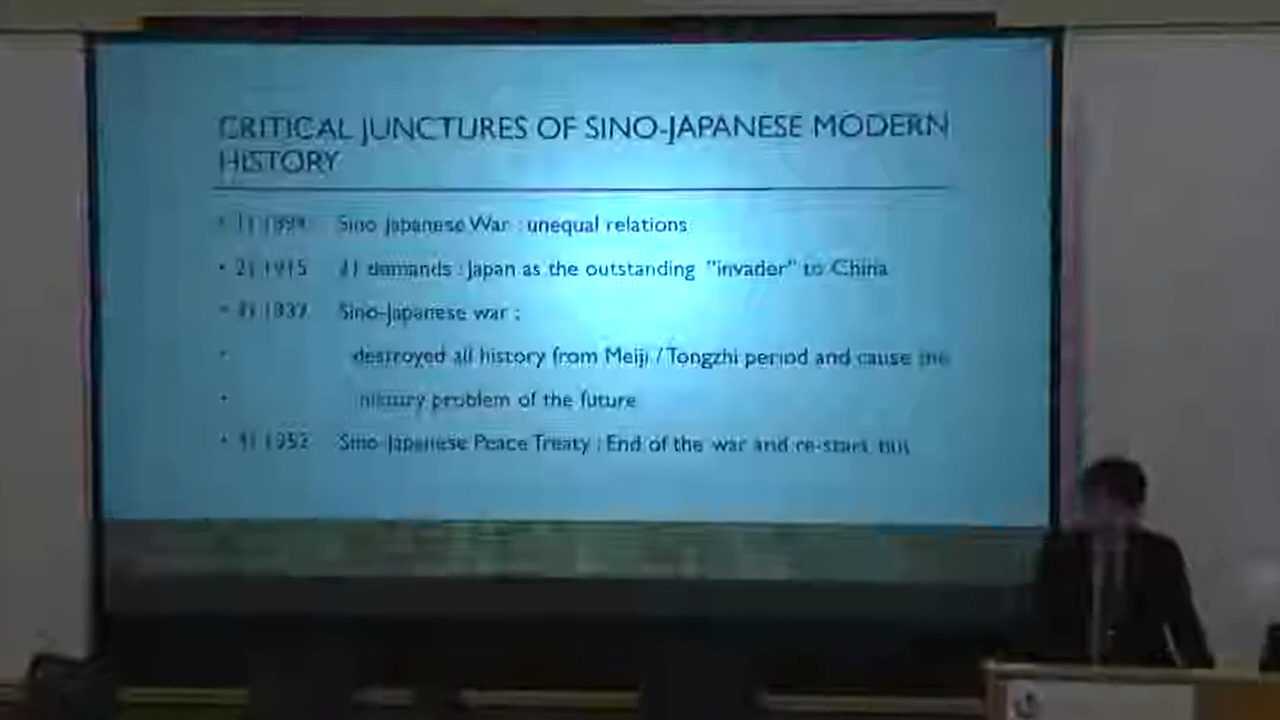 CRITICAL JUNCTURES OF SINO-JAPANESE MODERN
HISTORY
• 1) 1894 Sino Japanese War : unequal relations
• 2) 1915 21 demands : Japan as the outstanding "invader" to China
• 3) 1937 Sino-Japanese war :
• destroyed all history from Meiji / Tongzhi period and cause the
• history problem of the future
• 4) 1952 Sino-Japanese Peace Treaty : End of the war and re-start, but